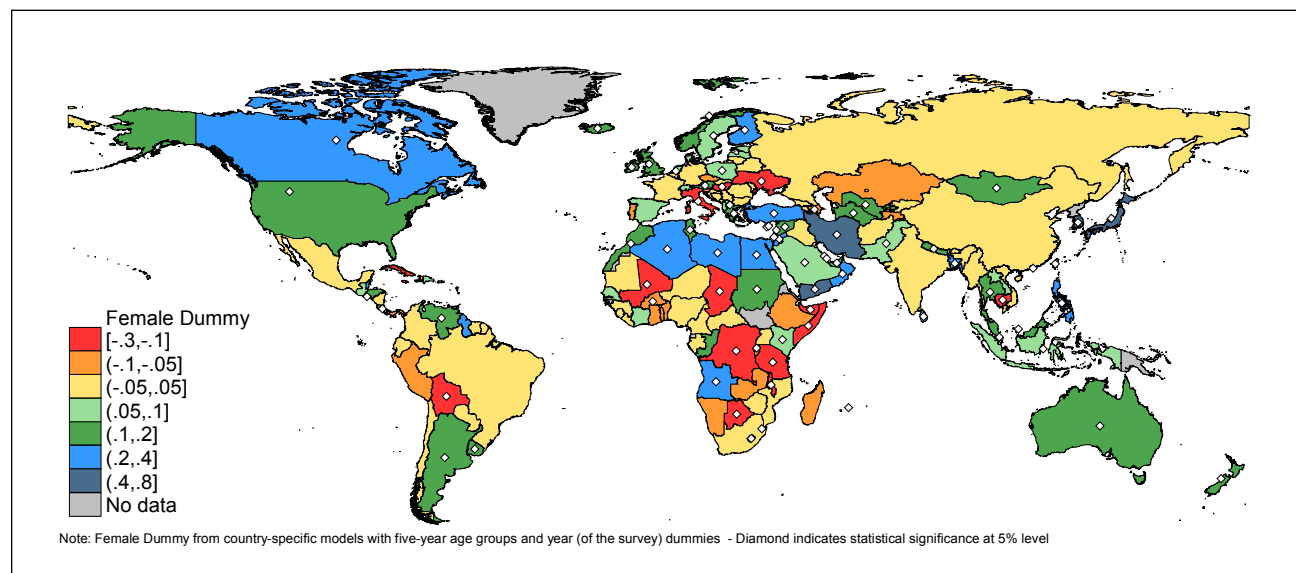 Female Dummy
[-.3,-.1]
(-.1,-.05]
(-.05,.05]
(.05,.1]
(.1,.2]
(.2,.4]
(.4,.8]
No data
Note: Female Dummy from country-specific models with five-year age groups and year (of the survey) dummies - Diamond indicates statistical significance at 5% level